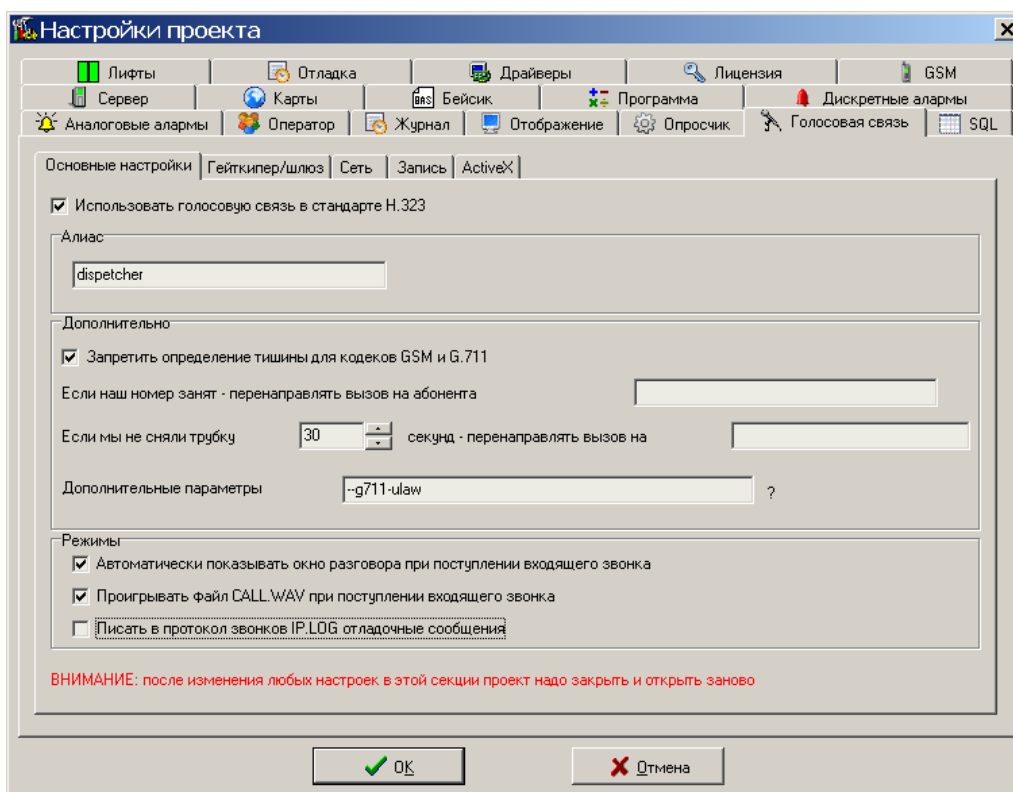 Настройки проекта
Лифты Отладка Драйверы Лицензия GSM
Сервер Карты BAS Бейсик Программа Дискретные алармы
Аналоговые алармы Оператор Журнал Отображение Опросчик Голосовая связь SQL
Основные настройки Гейткипер/шлюз Сеть Запись ActiveX
Использовать голосовую связь в стандарте H.323
Алиас
dispetcher
Дополнительно
Запретить определение тишины для кодеков GSM и G.711
Если наш номер занят - перенаправлять вызов на абонента
Если мы не сняли трубку 30 секунд - перенаправлять вызов на
Дополнительные параметры --g711-ulaw ?
Режимы
Автоматически показывать окно разговора при поступлении входящего звонка
Проигрывать файл CALL.WAV при поступлении входящего звонка
Писать в протокол звонков IP.LOG отладочные сообщения
ВНИМАНИЕ: после изменения любых настроек в этой секции проект надо закрыть и открыть заново
OK Отмена